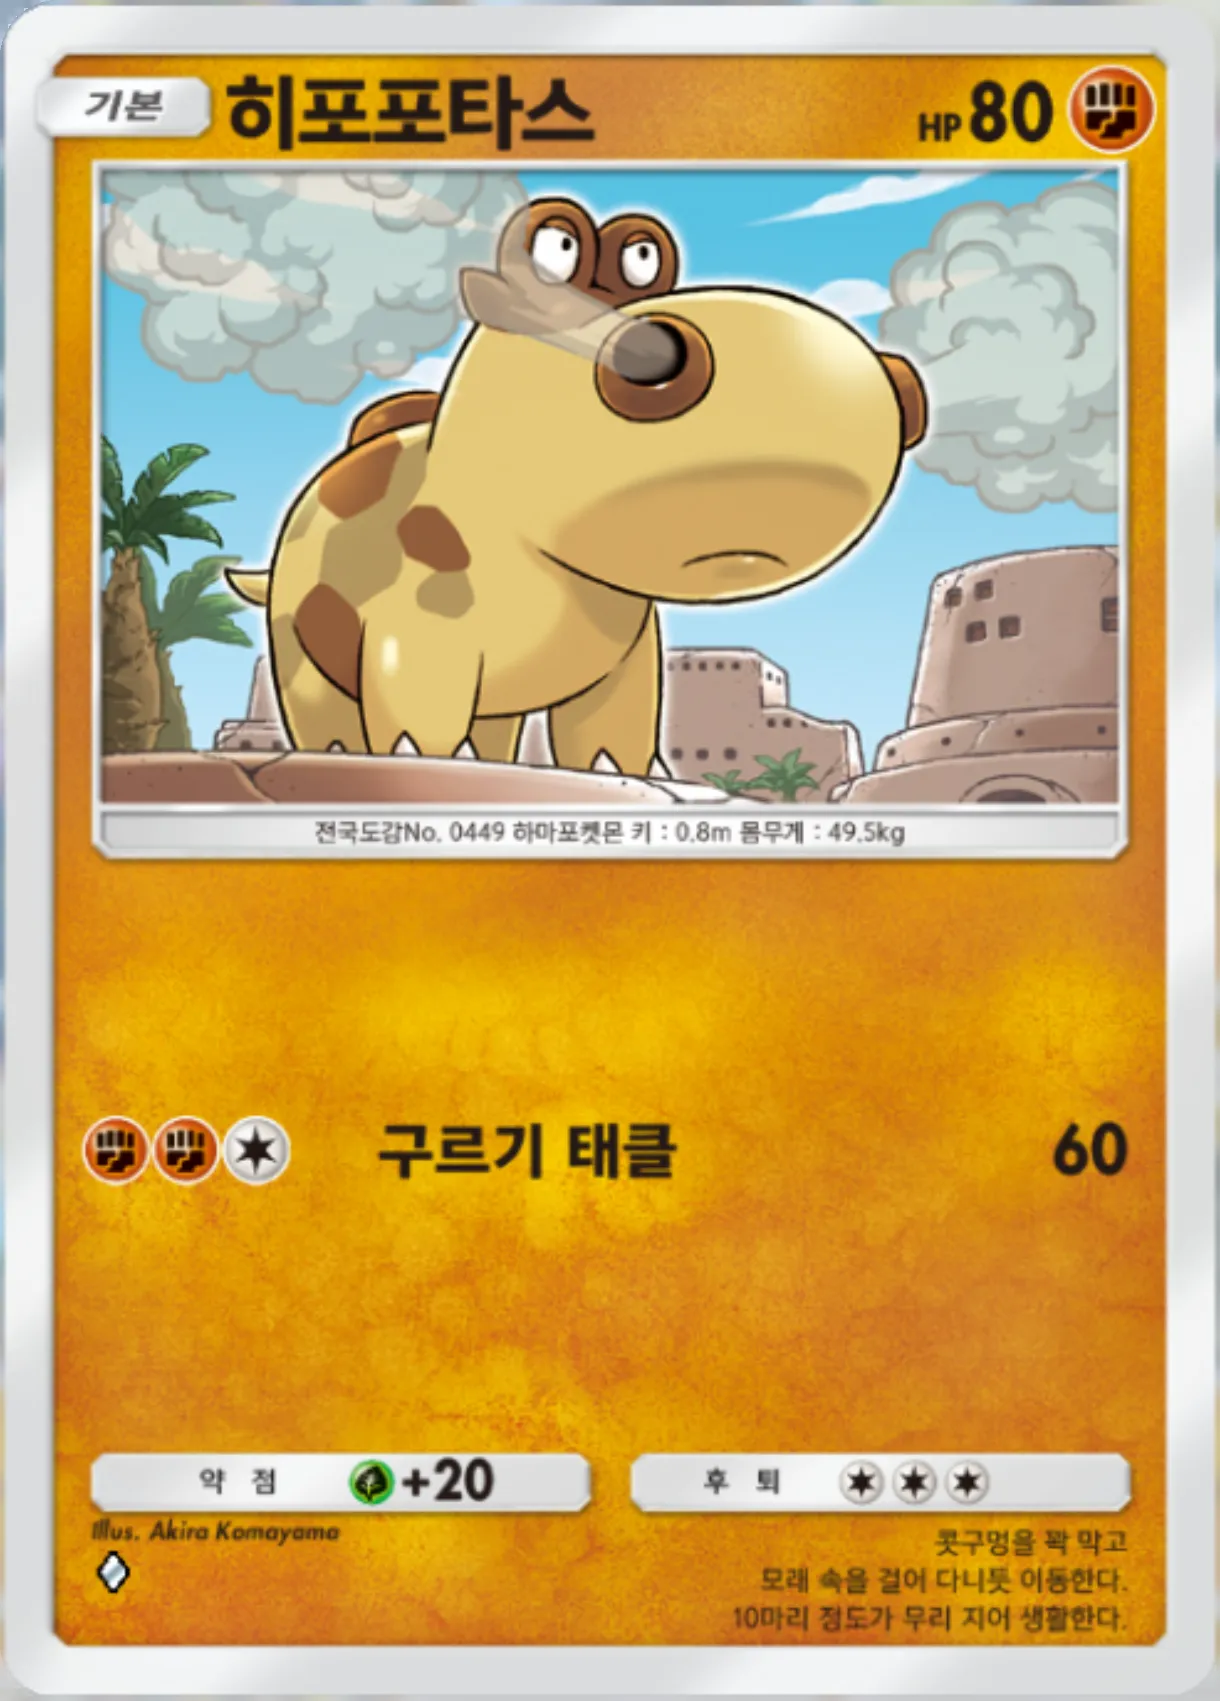 기본
히포포타스
HP 80
전국도감No. 0449 하마포켓몬 키 : 0.8m 몸무게 : 49.5kg
구르기 태클 60
약점 +20
후퇴
Illus. Akira Komayama
콧구멍을 꽉 막고
모래 속을 걸어 다니듯 이동한다.
10마리 정도가 무리 지어 생활한다.